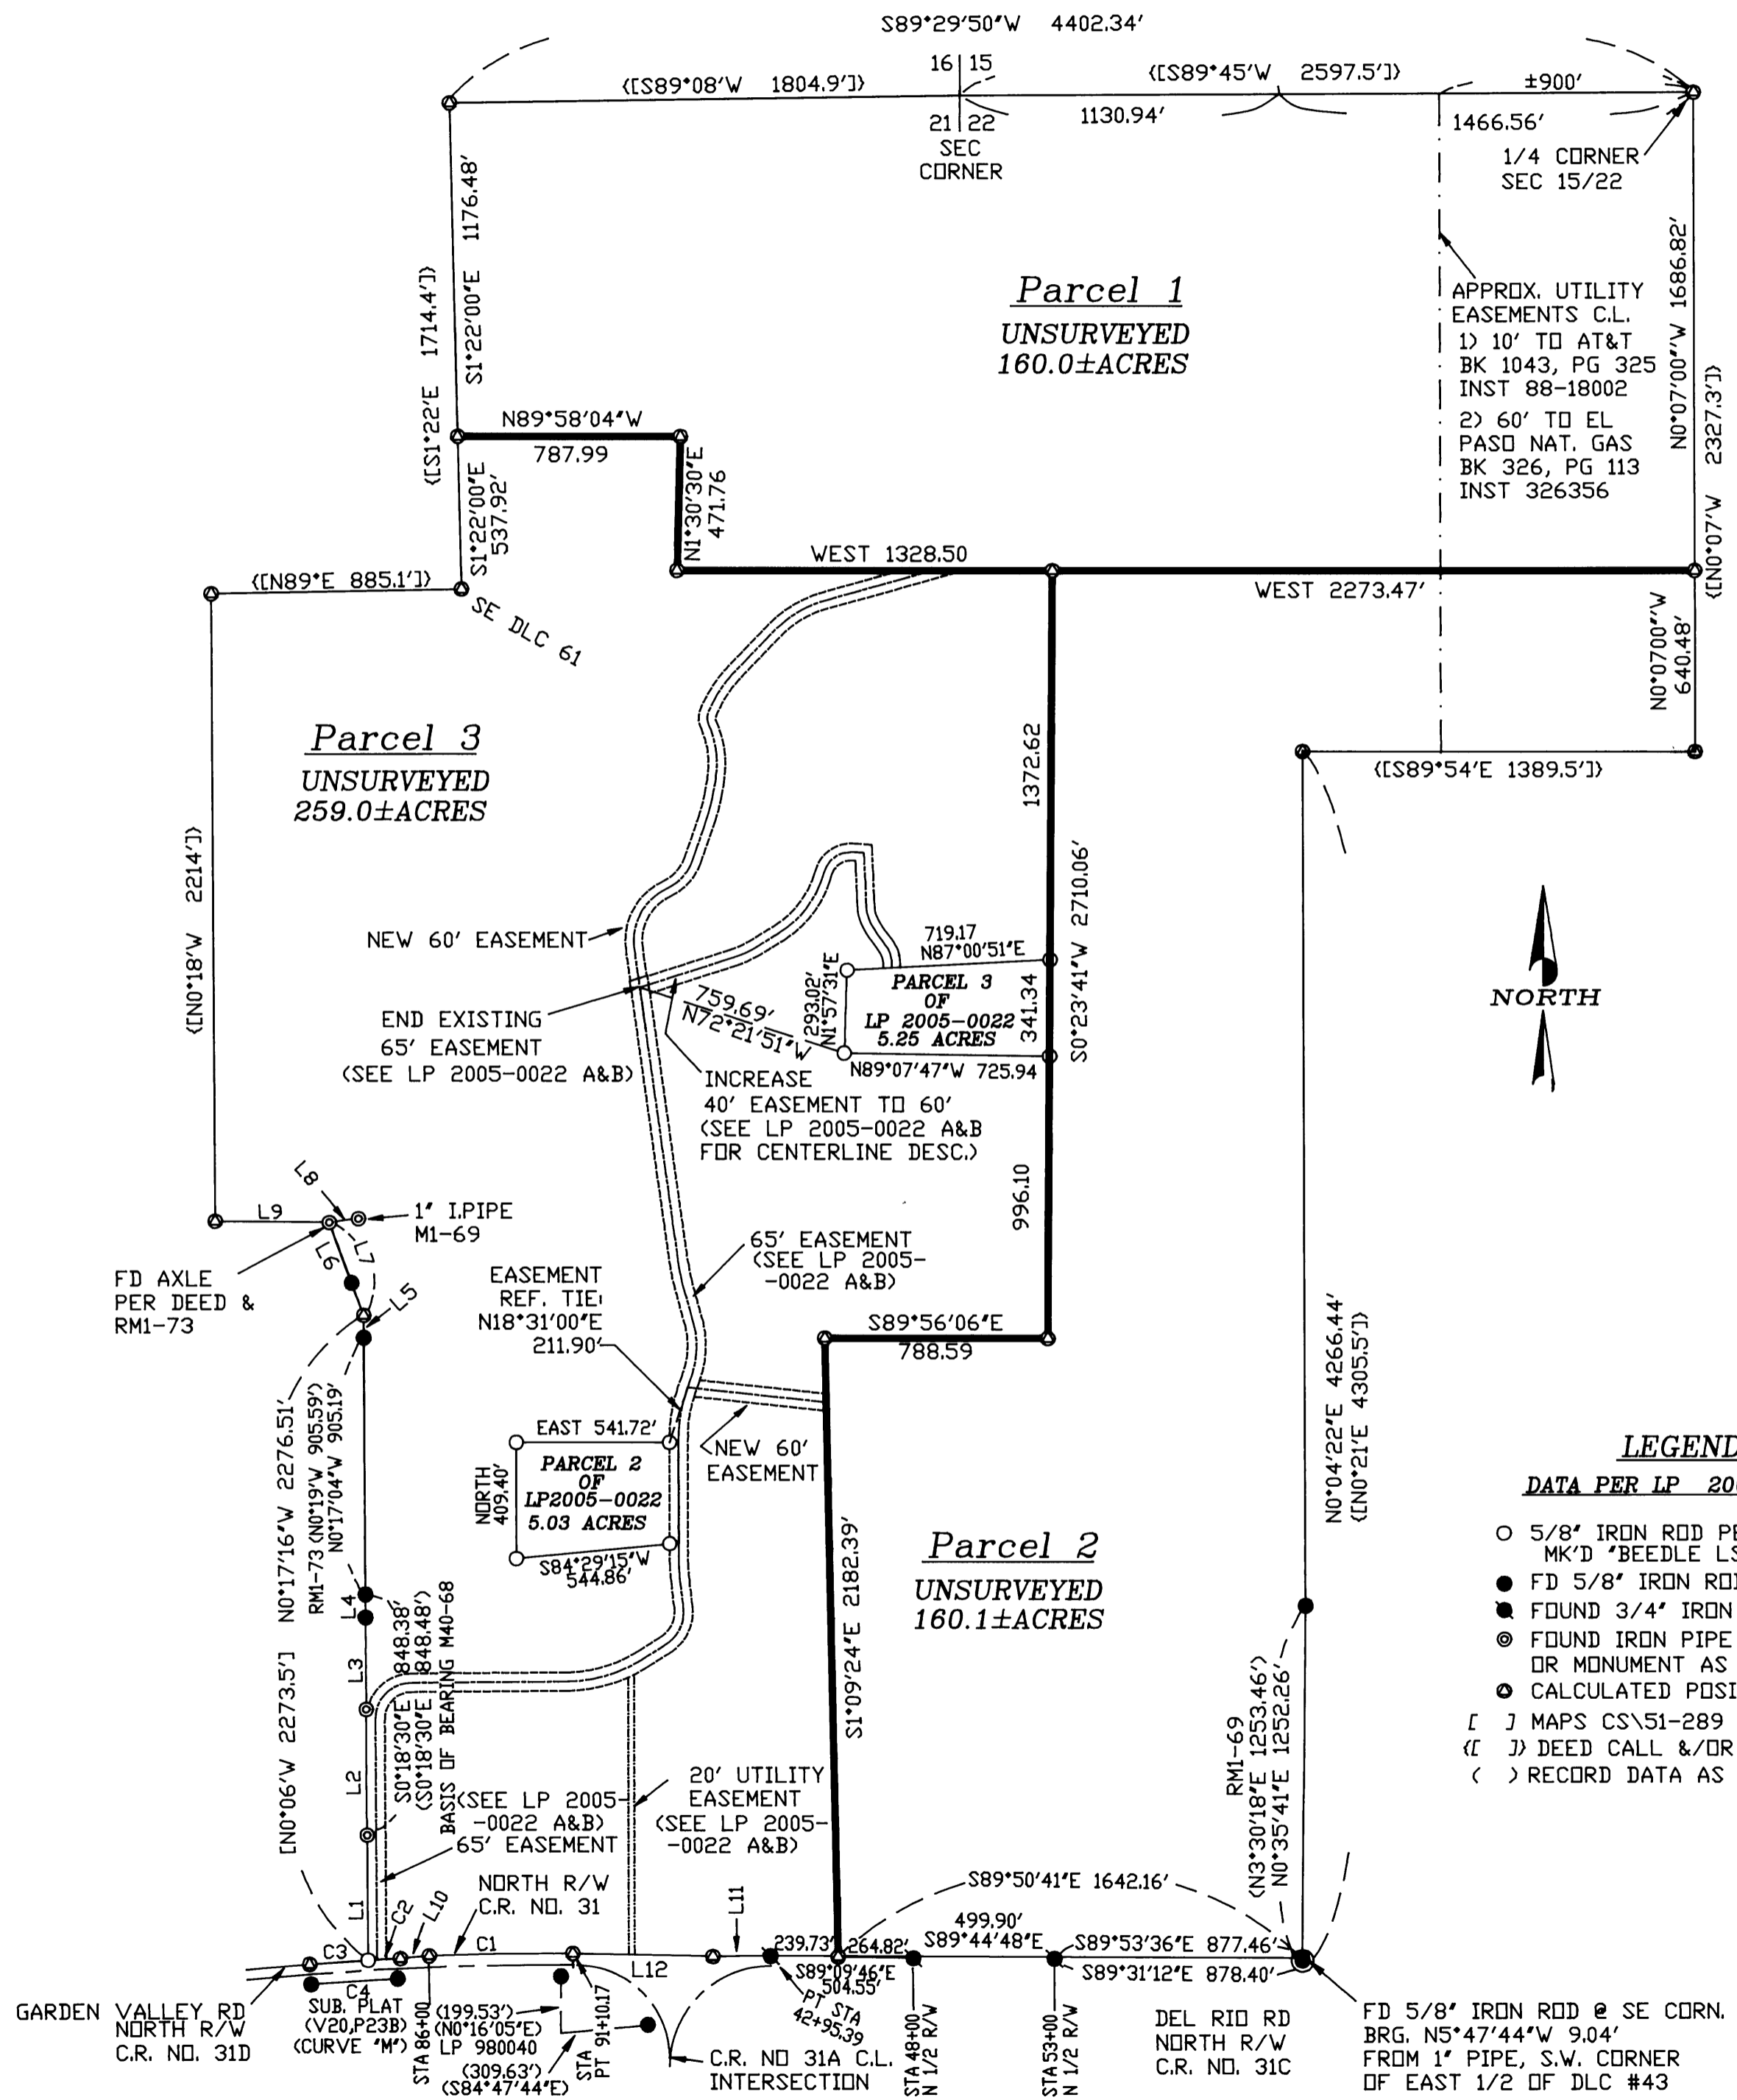 S89°29'50"W 4402.34'
16 15
{[S89°08'W 1804.9']}
{[S89°45'W 2597.5']}
±900'
21 22
SEC
CORNER
1130.94'
1466.56'
1/4 CORNER
SEC 15/22
{[S1°22'E 1714.4']}
S1°22'00"E 1176.48'
Parcel 1
UNSURVEYED
160.0±ACRES
APPROX. UTILITY
EASEMENTS C.L.
1) 10' TO AT&T
BK 1043, PG 325
INST 88-18002
2) 60' TO EL
PASO NAT. GAS
BK 326, PG 113
INST 326356
N0°07'00"'W 1686.82'
{[N0°07'W 2327.3']}
N89°58'04"W
787.99
N1°30'30"E
471.76
S1°22'00"E
537.92'
WEST 1328.50
WEST 2273.47'
{[N89°E 885.1']}
SE DLC 61
N0°0700"'W
640.48'
Parcel 3
UNSURVEYED
259.0±ACRES
{[S89°54'E 1389.5']}
1372.62
{[N0°18'W 2214']}
S0°23'41"W 2710.06'
NEW 60' EASEMENT
719.17
N87°00'51"E
PARCEL 3
OF
LP 2005-0022
5.25 ACRES
293.02'
N1°57'31"E
341.34
759.69'
N72°21'51"W
N89°07'47"W 725.94
END EXISTING
65' EASEMENT
(SEE LP 2005-0022 A&B)
INCREASE
40' EASEMENT TO 60'
(SEE LP 2005-0022 A&B
FOR CENTERLINE DESC.)
NORTH
996.10
L8
L9
1" I.PIPE
M1-69
L6
L7
L5
FD AXLE
PER DEED &
RM1-73
65' EASEMENT
(SEE LP 2005-
-0022 A&B)
EASEMENT
REF. TIE:
N18°31'00"E
211.90'
S89°56'06"E
788.59
N0°04'22"E 4266.44'
{[N0°21'E 4305.5']}
NEW 60'
EASEMENT
EAST 541.72'
PARCEL 2
OF
LP2005-0022
5.03 ACRES
NORTH
409.40'
S84°29'15"W
544.86'
[N0°06'W 2273.5'] N0°17'16"W 2276.51'
RM1-73 (N0°19'W 905.59')
N0°17'04"W 905.19'
Parcel 2
UNSURVEYED
160.1±ACRES
S1°09'24"E 2182.39'
LEGEND
DATA PER LP 20
5/8" IRON ROD
MK'D "BEEDLE
FD 5/8" IRON ROD
FOUND 3/4" IRON
FOUND IRON PIPE
OR MONUMENT AS
CALCULATED
[ ] MAPS CS\51-289
{[ ]} DEED CALL &/OR
( ) RECORD DATA AS
L4
L3
L2
L1
S0°18'30"E 848.38'
(S0°18'30"E 848.48')
BASIS OF BEARING M40-68
(SEE LP 2005-
-0022 A&B)
65' EASEMENT
20' UTILITY
EASEMENT
(SEE LP 2005-
-0022 A&B)
RM1-69
(N3°30'18"E 1253.46')
N0°35'41"E 1252.26'
NORTH R/W
C.R. NO. 31
C3
C2
L10
C1
L12
L11
C4
S89°50'41"E 1642.16'
239.73'
264.82'
S89°09'46"E
504.55'
499.90'
S89°44'48"E
S89°53'36"E 877.46'
S89°31'12"E 878.40'
GARDEN VALLEY RD
NORTH R/W
C.R. NO. 31D
SUB. PLAT
(V20,P23B)
(CURVE "M")
STA 86+00
(199.53')
(N0°16'05"E)
LP 980040
(309.63')
(S84°47'44"E)
STA
PT 91+10.17
PT STA
42+95.39
C.R. NO 31A C.L.
INTERSECTION
STA 48+00
N 1/2 R/W
STA 53+00
N 1/2 R/W
DEL RIO RD
NORTH R/W
C.R. NO. 31C
FD 5/8" IRON ROD @ SE CORN.
BRG. N5°47'44"W 9.04'
FROM 1" PIPE, S.W. CORNER
OF EAST 1/2 OF DLC #43